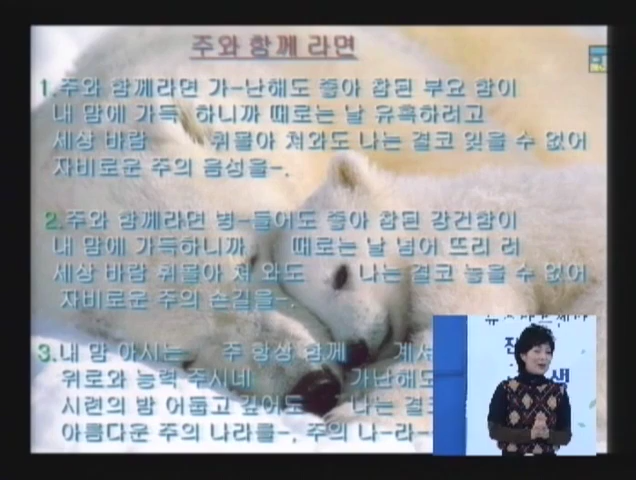 주와 함께 라면
1. 주와 함께라면 가-난해도 좋아 참된 부요 함이
내 맘에 가득 하니까 때로는 날 유혹하려고
세상 바람 휘몰아 쳐와도 나는 결코 잊을 수 없어
자비로운 주의 음성을-.
2. 주와 함께라면 병-들어도 좋아 참된 강건함이
내 맘에 가득하니까 때로는 날 넘어 뜨리 려
세상 바람 휘몰아 쳐 와도 나는 결코 놓을 수 없어
자비로운 주의 손길을-.
3. 내 맘 아시는 주 항상 함께 계셔
위로와 능력 주시네 가난해도
시련의 밤 어둡고 깊어도 나는 결코
아름다운 주의 나라를-, 주의 나-라-